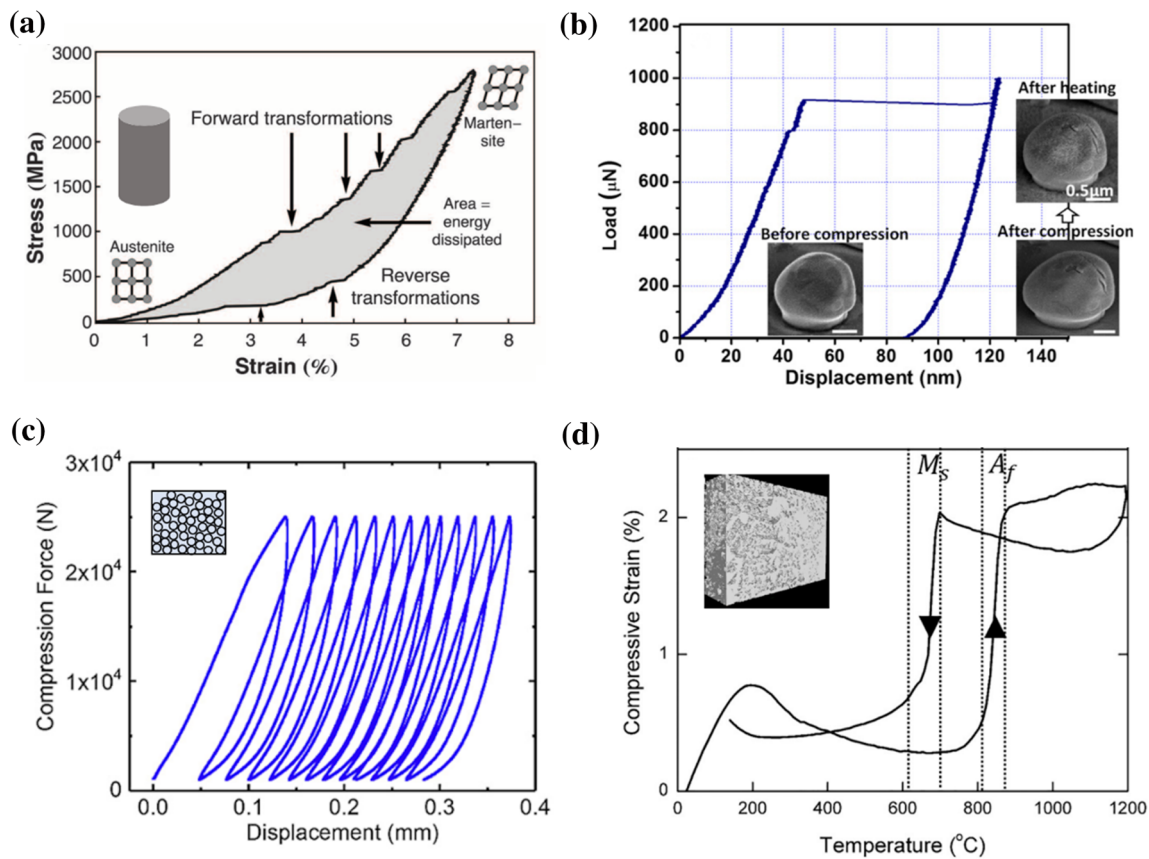 (a)
3000
2500
2000
1500
1000
500
0
Stress (MPa)
Forward transformations
Marten–
site
Area =
energy
dissipated
Austenite
Reverse
transformations
0 1 2 3 4 5 6 7 8
Strain (%)
(b)
1200
1000
800
600
400
200
0
Load (μN)
After heating
0.5μm
Before compression
After compression
0 20 40 60 80 100 120 140
Displacement (nm)
(c)
3x10⁴
2x10⁴
1x10⁴
0
Compression Force (N)
0.0 0.1 0.2 0.3 0.4
Displacement (mm)
(d)
Mₛ A_f
2
1
0
Compressive Strain (%)
0 200 400 600 800 1000 1200
Temperature (°C)